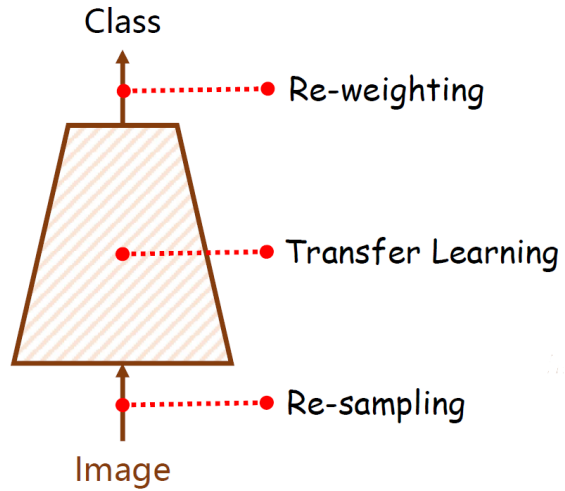 Class
Re-weighting
Transfer Learning
Re-sampling
Image